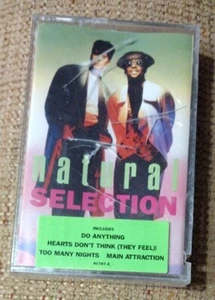 Natural
SELECTION
INCLUDES
DO ANYTHING
HEARTS DON'T THINK (THEY FEEL)!
TOO MANY NIGHTS MAIN ATTRACTION